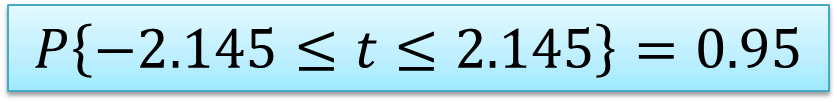 P{−2.145 ≤ t ≤ 2.145} = 0.95